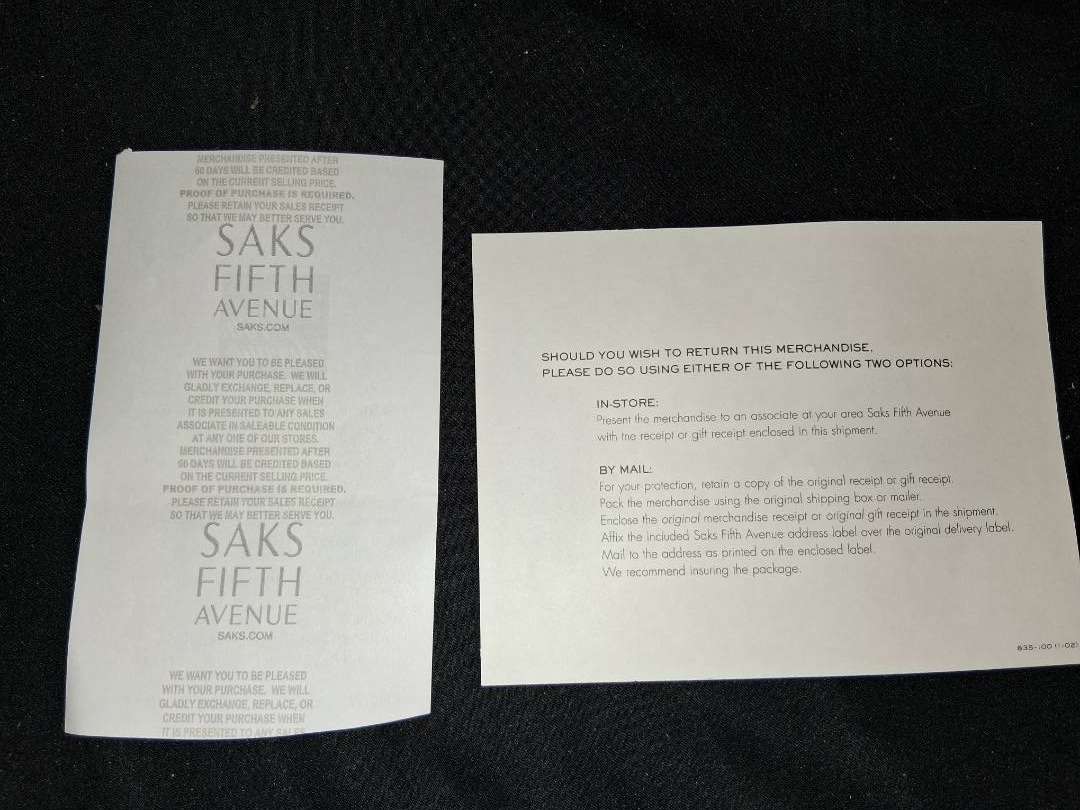 MERCHANDISE PRESENTED AFTER
60 DAYS WILL BE CREDITED BASED
ON THE CURRENT SELLING PRICE.
PROOF OF PURCHASE IS REQUIRED.
PLEASE RETAIN YOUR SALES RECEIPT
SO THAT WE MAY BETTER SERVE YOU.
SAKS
FIFTH
AVENUE
SAKS.COM
WE WANT YOU TO BE PLEASED
WITH YOUR PURCHASE. WE WILL
GLADLY EXCHANGE, REPLACE, OR
CREDIT YOUR PURCHASE WHEN
IT IS PRESENTED TO ANY SALES
ASSOCIATE IN SALEABLE CONDITION
AT ANY ONE OF OUR STORES.
MERCHANDISE PRESENTED AFTER
60 DAYS WILL BE CREDITED BASED
ON THE CURRENT SELLING PRICE.
PROOF OF PURCHASE IS REQUIRED.
PLEASE RETAIN YOUR SALES RECEIPT
SO THAT WE MAY BETTER SERVE YOU.
SAKS
FIFTH
AVENUE
SAKS.COM
WE WANT YOU TO BE PLEASED
WITH YOUR PURCHASE. WE WILL
GLADLY EXCHANGE, REPLACE, OR
CREDIT YOUR PURCHASE WHEN
IT IS PRESENTED TO ANY SALES
SHOULD YOU WISH TO RETURN THIS MERCHANDISE,
PLEASE DO SO USING EITHER OF THE FOLLOWING TWO OPTIONS:
IN-STORE:
Present the merchandise to an associate at your area Saks Fifth Avenue
with the receipt or gift receipt enclosed in this shipment.
BY MAIL:
For your protection, retain a copy of the original receipt or gift receipt.
Pack the merchandise using the original shipping box or mailer.
Enclose the original merchandise receipt or original gift receipt in the shipment.
Affix the included Saks Fifth Avenue address label over the original delivery label.
Mail to the address as printed on the enclosed label.
We recommend insuring the package.